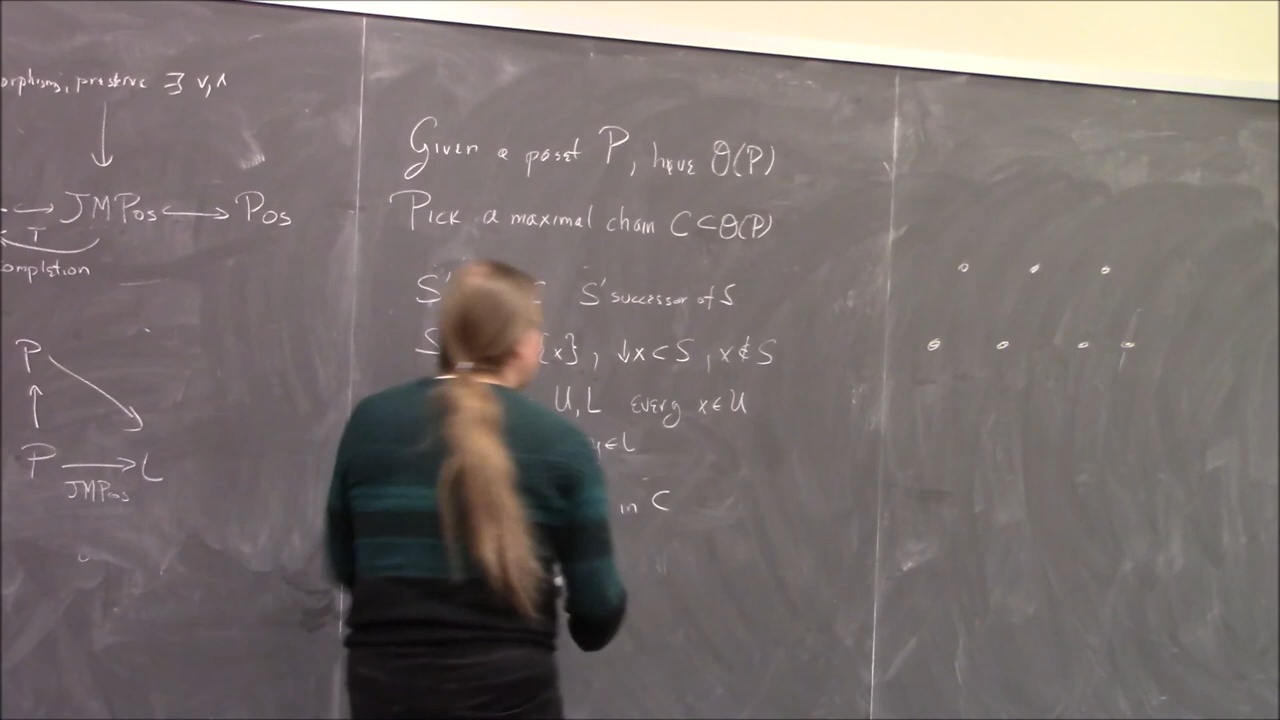 orphisms, preserve ∃ ∨,∧
↔ JMPos ↔ Pos
T
ompletion
P
P → L
JMPos
Given a poset P, have O(P)
Pick a maximal chain C ⊂ O(P)
S' S' successor of S
S {x}, ↓x ⊂ S, x ∉ S
U, L every x ∈ U
∈ L
in C